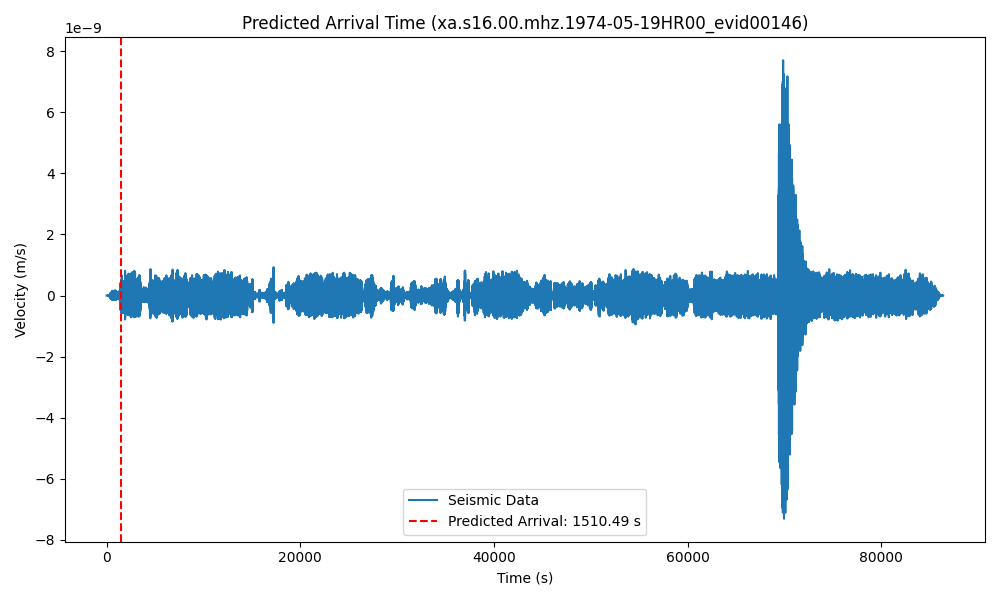 Predicted Arrival Time (xa.s16.00.mhz.1974-05-19HR00_evid00146)
1e−9
8
6
4
2
0
−2
−4
−6
−8
Velocity (m/s)
Seismic Data
Predicted Arrival: 1510.49 s
0 20000 40000 60000 80000
Time (s)